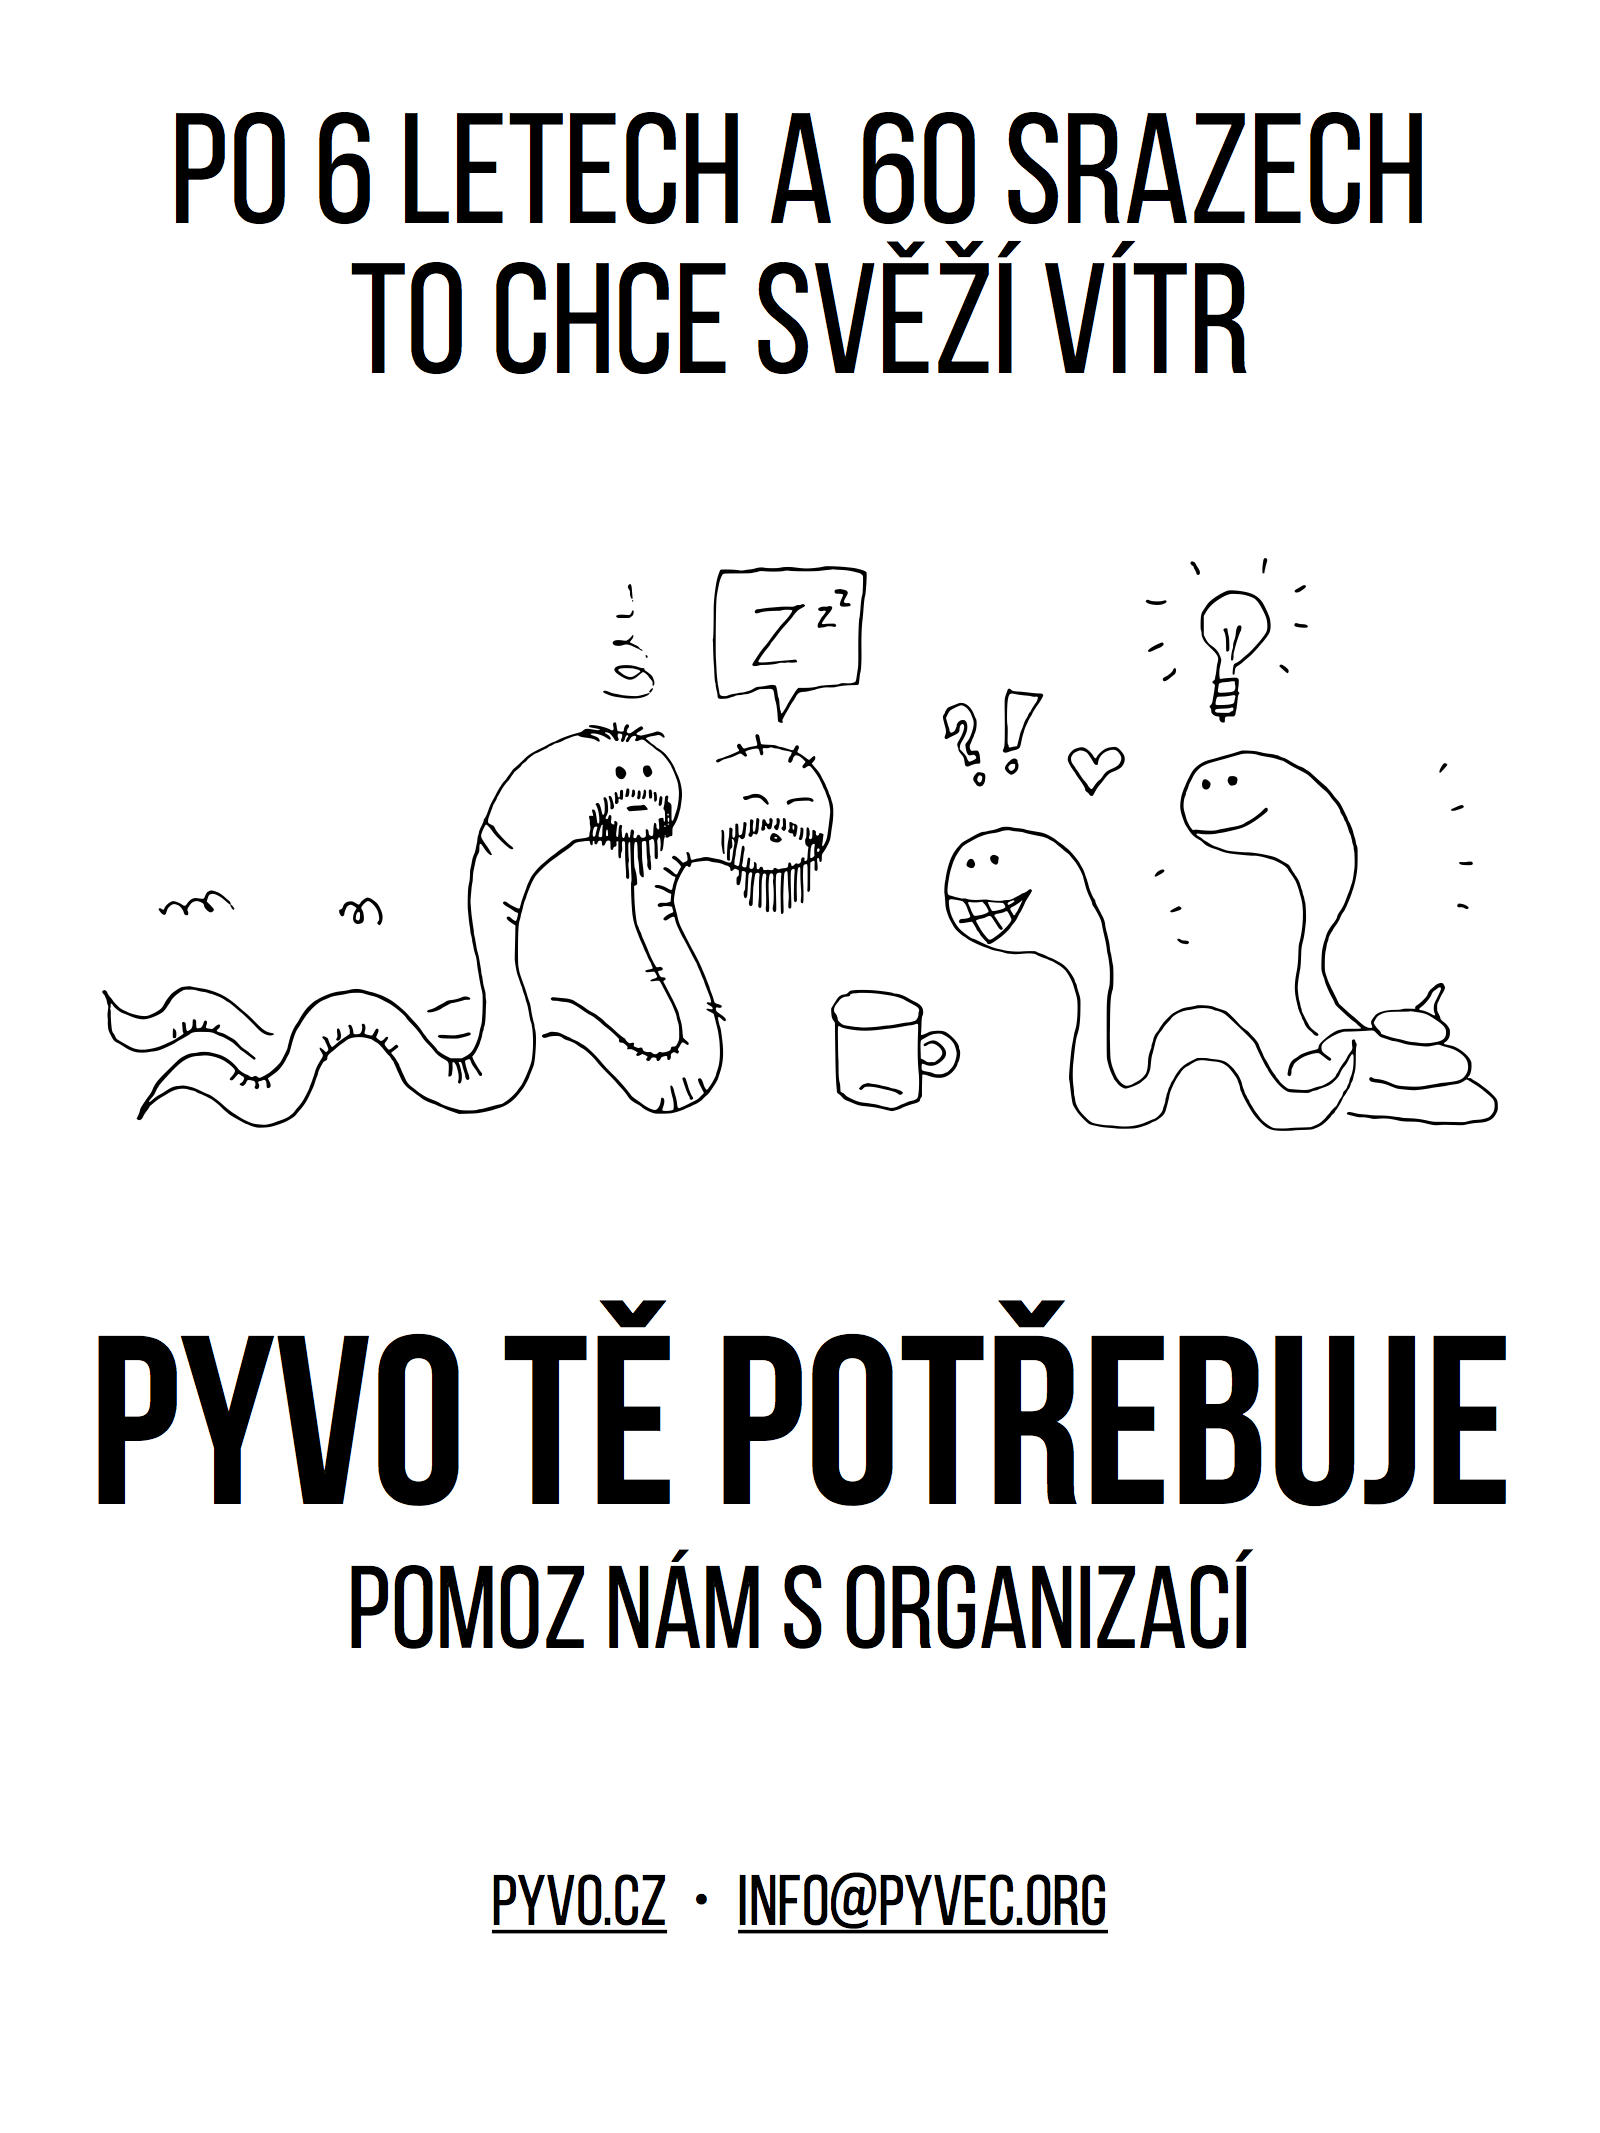 PO 6 LETECH A 60 SRAZECH
TO CHCE SVĚŽÍ VÍTR
Z z z
?!
PYVO TĚ POTŘEBUJE
POMOZ NÁM S ORGANIZACÍ
PYVO.CZ • INFO@PYVEC.ORG